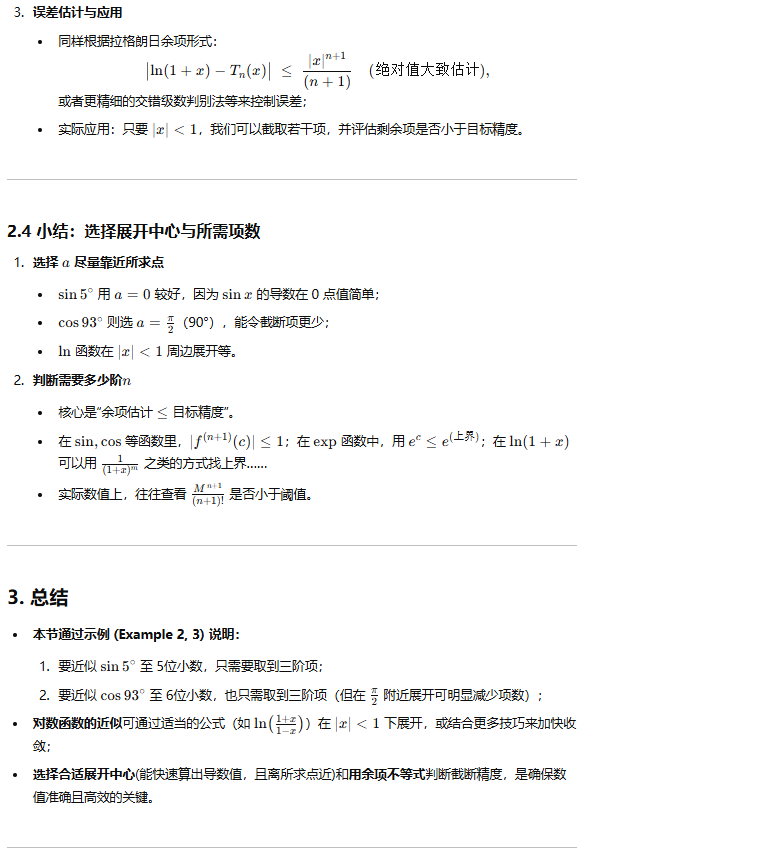 3. 误差估计与应用
• 同样根据拉格朗日余项形式：
|ln(1 + x) − Tₙ(x)| ≤ |x|ⁿ⁺¹/(n + 1) (绝对值大致估计),
或者更精细的交错级数判别法等来控制误差；
• 实际应用：只要 |x| < 1，我们可以截取若干项，并评估剩余项是否小于目标精度。
2.4 小结：选择展开中心与所需项数
1. 选择 a 尽量靠近所求点
• sin 5° 用 a = 0 较好，因为 sin x 的导数在 0 点值简单；
• cos 93° 则选 a = π/2（90°），能令截断项更少；
• ln 函数在 |x| < 1 周边展开等。
2. 判断需要多少阶n
• 核心是“余项估计 ≤ 目标精度”。
• 在 sin, cos 等函数里，|f⁽ⁿ⁺¹⁾(c)| ≤ 1；在 exp 函数中，用 e^c ≤ e^(上界)；在 ln(1 + x)
可以用 1/(1+x)^m 之类的方式找上界……
• 实际数值上，往往查看 Mⁿ⁺¹/(n+1)! 是否小于阈值。
3. 总结
• 本节通过示例 (Example 2, 3) 说明：
1. 要近似 sin 5° 至 5位小数，只需要取到三阶项；
2. 要近似 cos 93° 至 6位小数，也只需取到三阶项（但在 π/2 附近展开可明显减少项数）；
• 对数函数的近似可通过适当的公式（如 ln(1+x/1−x)）在 |x| < 1 下展开，或结合更多技巧来加快收
敛；
• 选择合适展开中心(能快速算出导数值，且离所求点近)和用余项不等式判断截断精度，是确保数
值准确且高效的关键。